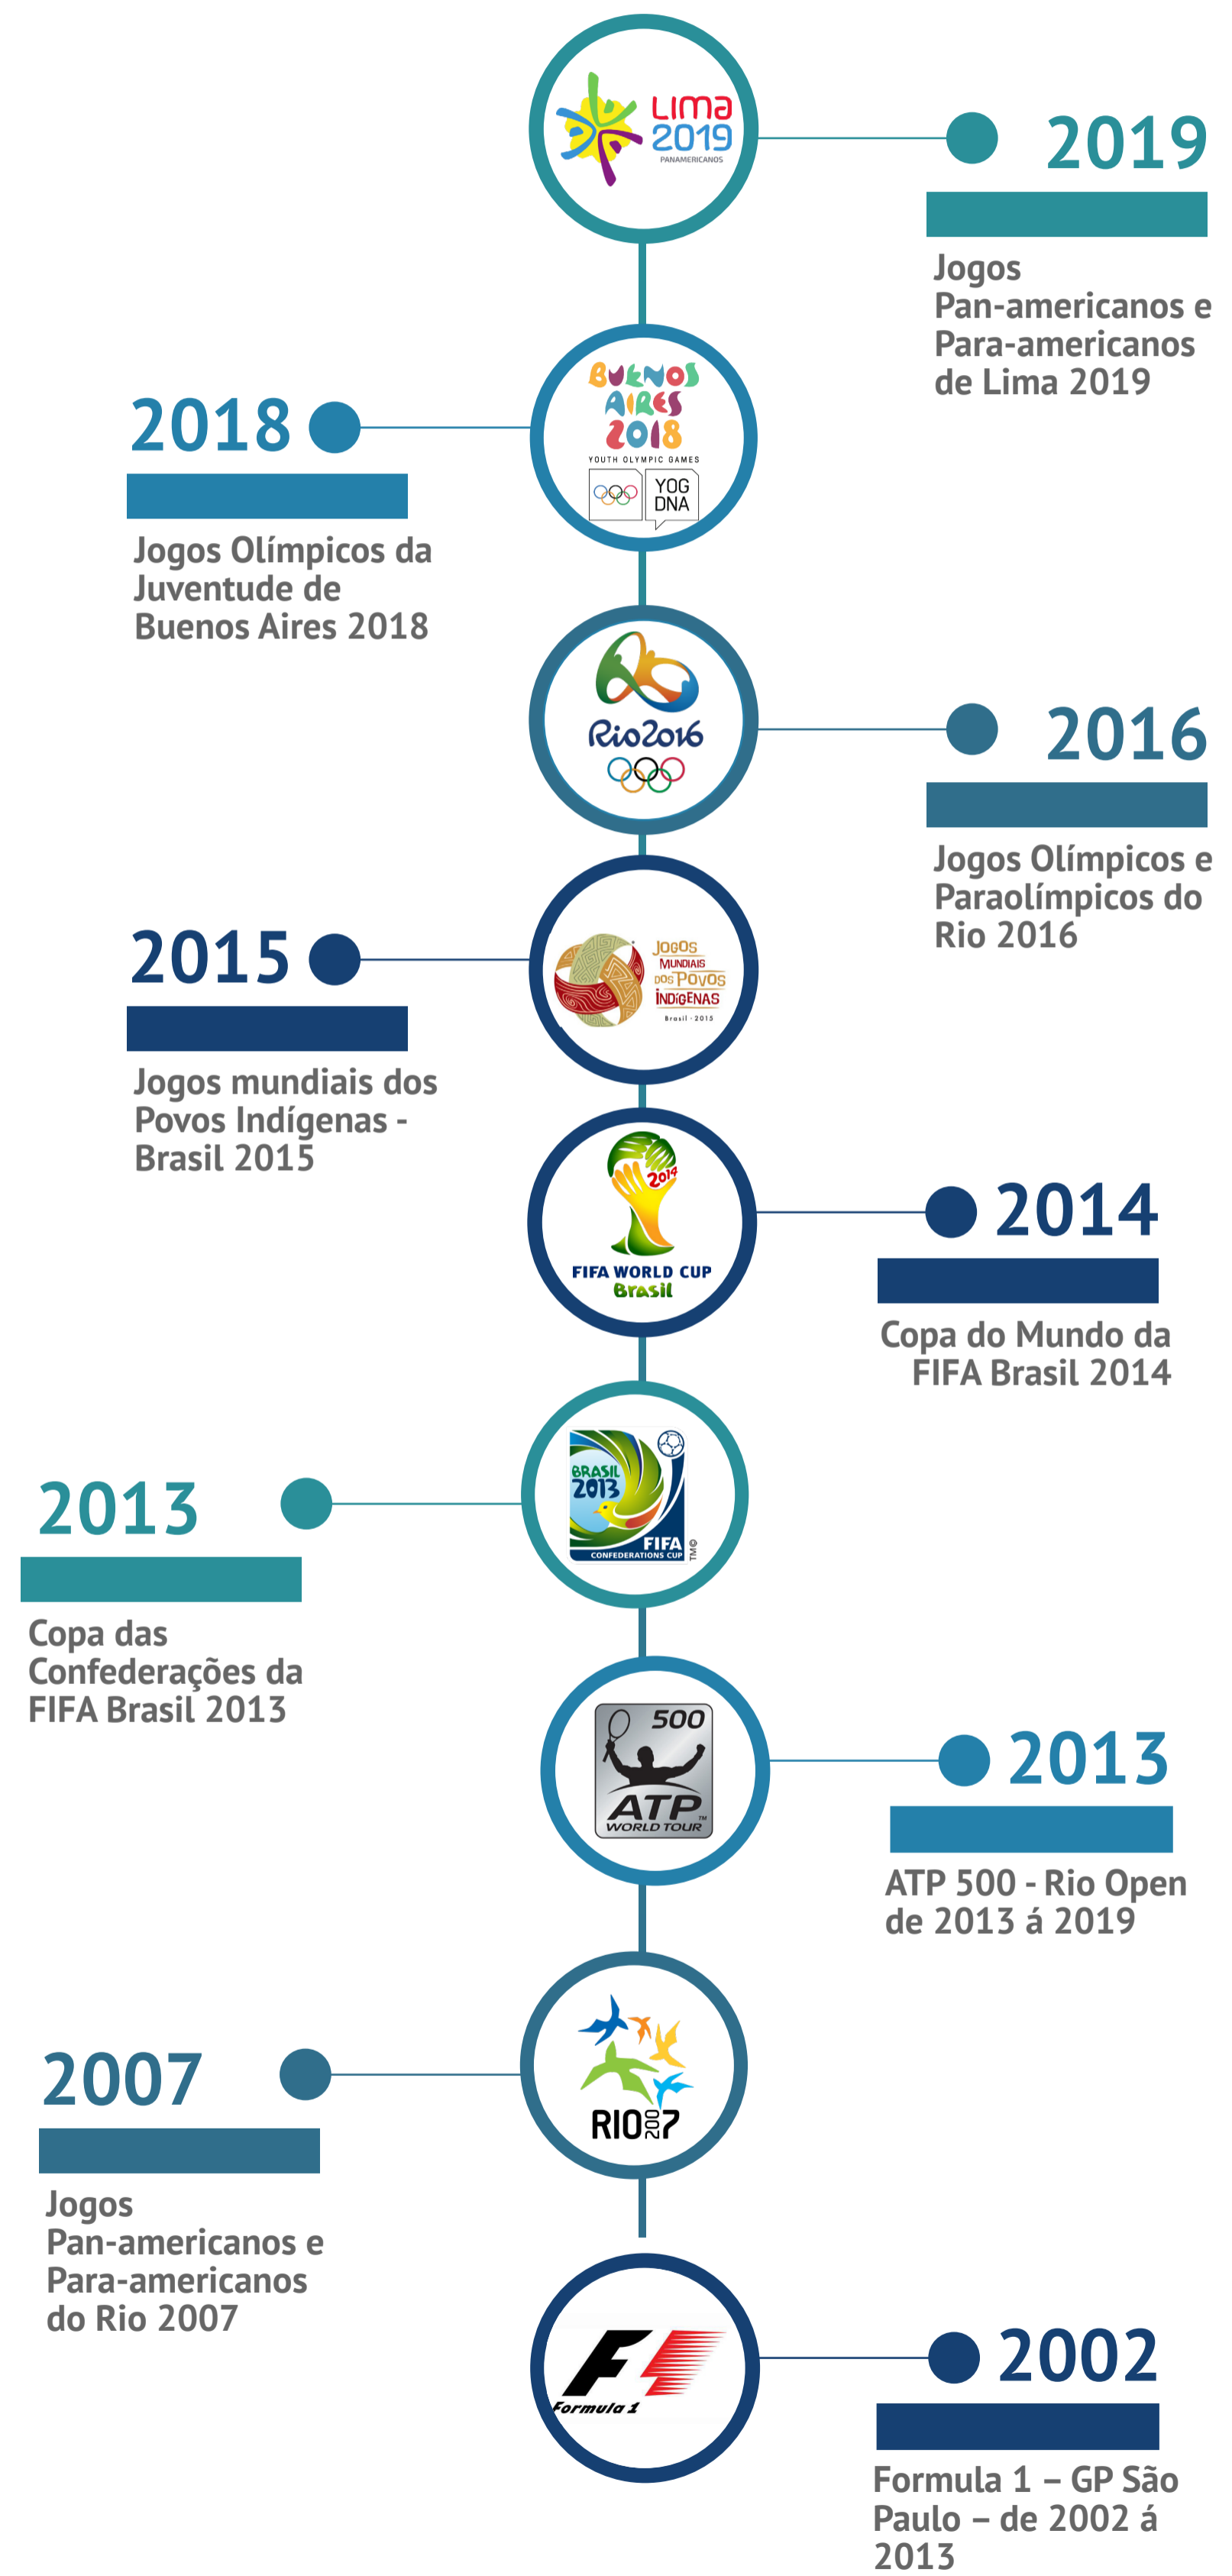 LIMA
2019
PANAMERICANOS
2019
Jogos
Pan-americanos e
Para-americanos
de Lima 2019
BUENOS
AIRES
2018
YOUTH OLYMPIC GAMES
YOG
DNA
2018
Jogos Olímpicos da
Juventude de
Buenos Aires 2018
Rio2016
2016
Jogos Olímpicos e
Paraolímpicos do
Rio 2016
JOGOS
MUNDIAIS
DOS POVOS
INDÍGENAS
Brasil - 2015
2015
Jogos mundiais dos
Povos Indígenas -
Brasil 2015
2014
FIFA WORLD CUP
Brasil
2014
Copa do Mundo da
FIFA Brasil 2014
BRASIL
2013
FIFA
CONFEDERATIONS CUP
TM©
2013
Copa das
Confederações da
FIFA Brasil 2013
500
ATP
TM
WORLD TOUR
2013
ATP 500 - Rio Open
de 2013 á 2019
RIO2007
2007
Jogos
Pan-americanos e
Para-americanos
do Rio 2007
F1
Formula 1
2002
Formula 1 – GP São
Paulo – de 2002 á
2013